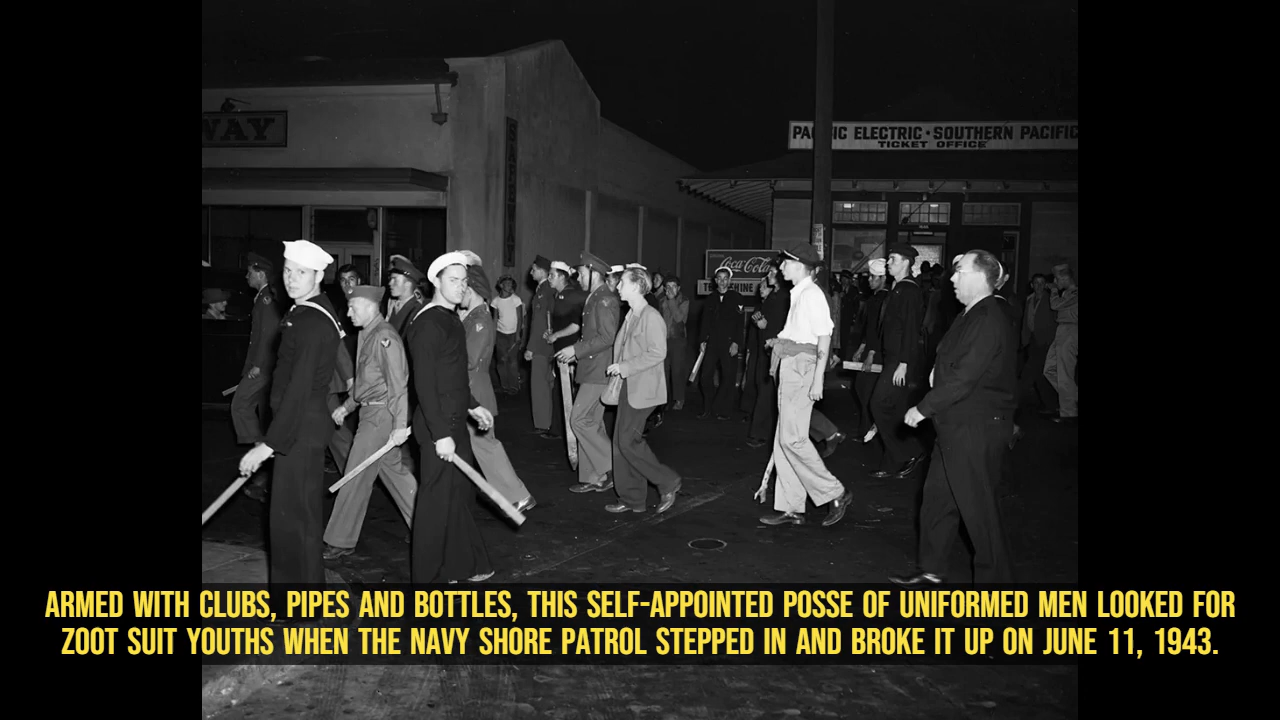 WAY
PACIFIC ELECTRIC · SOUTHERN PACIFIC
TICKET OFFICE
Coca-Cola
ARMED WITH CLUBS, PIPES AND BOTTLES, THIS SELF-APPOINTED POSSE OF UNIFORMED MEN LOOKED FOR
ZOOT SUIT YOUTHS WHEN THE NAVY SHORE PATROL STEPPED IN AND BROKE IT UP ON JUNE 11, 1943.